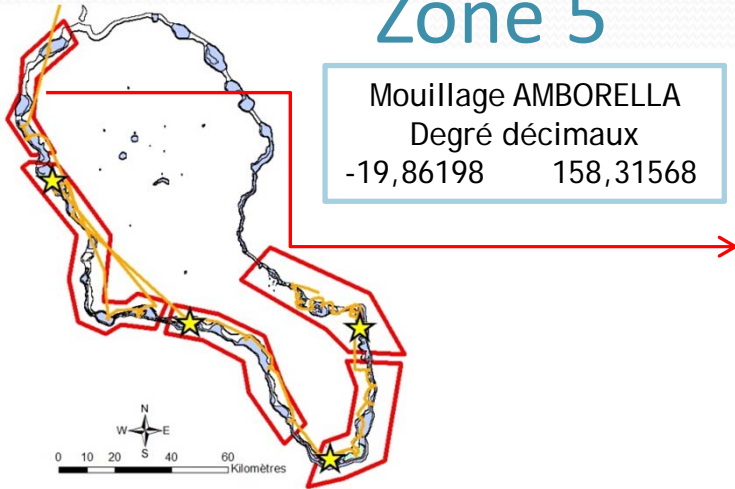 Zone 5
Mouillage AMBORELLA
Degré décimaux
-19,86198 158,31568
N
W E
S
0 10 20 40 60
Kilomètres